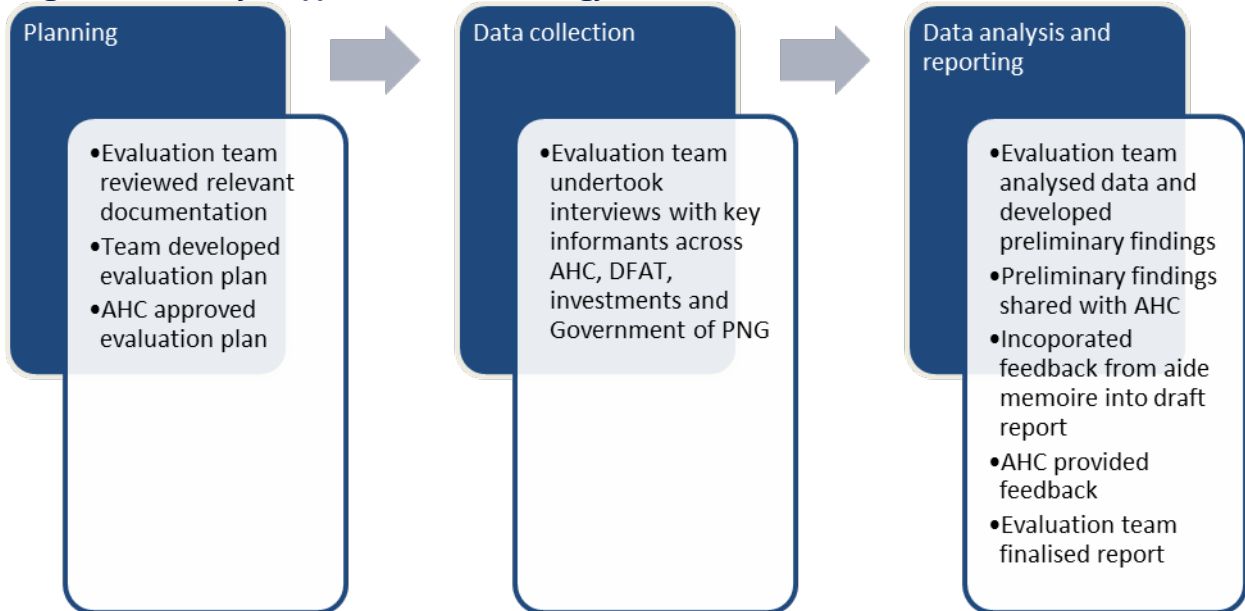 Planning
•Evaluation team
reviewed relevant
documentation
•Team developed
evaluation plan
•AHC approved
evaluation plan
Data collection
•Evaluation team
undertook
interviews with key
informants across
AHC, DFAT,
investments and
Government of PNG
Data analysis and
reporting
•Evaluation team
analysed data and
developed
preliminary findings
•Preliminary findings
shared with AHC
•Incoporated
feedback from aide
memoire into draft
report
•AHC provided
feedback
•Evaluation team
finalised report